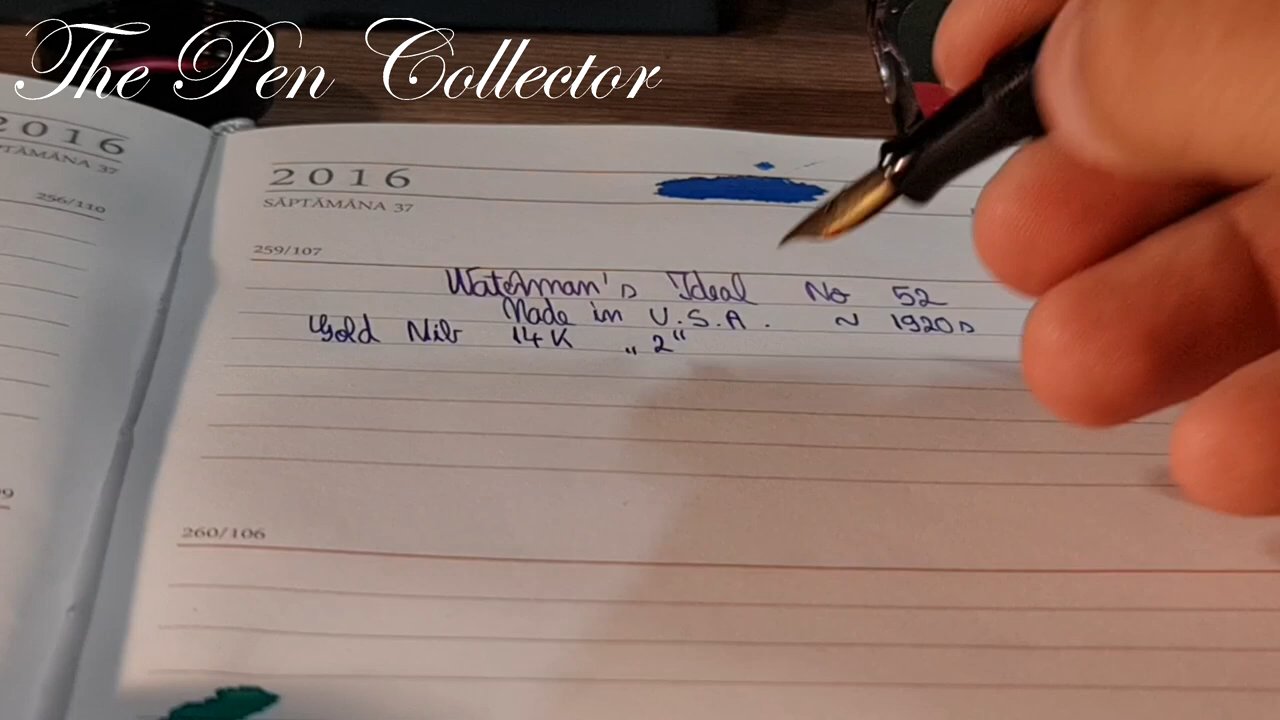 The Pen Collector
2016
37
256/110
2016
SĂPTĂMÂNA 37
259/107
Waterman's Ideal No 52
Made in U.S.A. ~ 1920s
Gold Nib 14K „2“
260/106